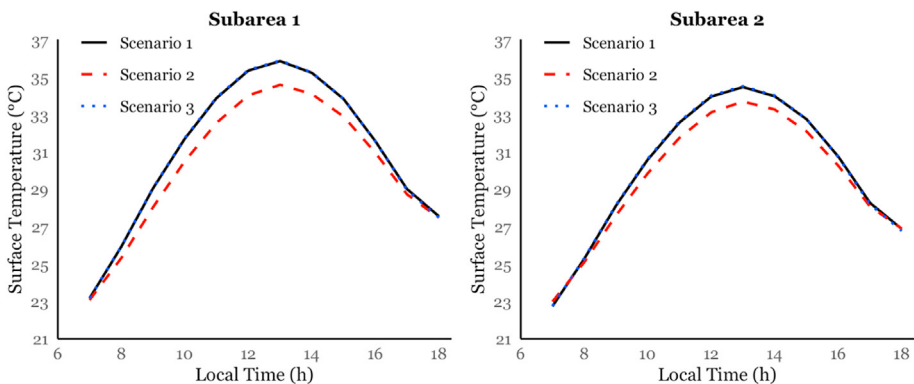 Subarea 1
37
35
33
31
29
27
25
23
21
Surface Temperature (°C)
Scenario 1
Scenario 2
Scenario 3
6 8 10 12 14 16 18
Local Time (h)
Subarea 2
37
35
33
31
29
27
25
23
21
Surface Temperature (°C)
Scenario 1
Scenario 2
Scenario 3
6 8 10 12 14 16 18
Local Time (h)